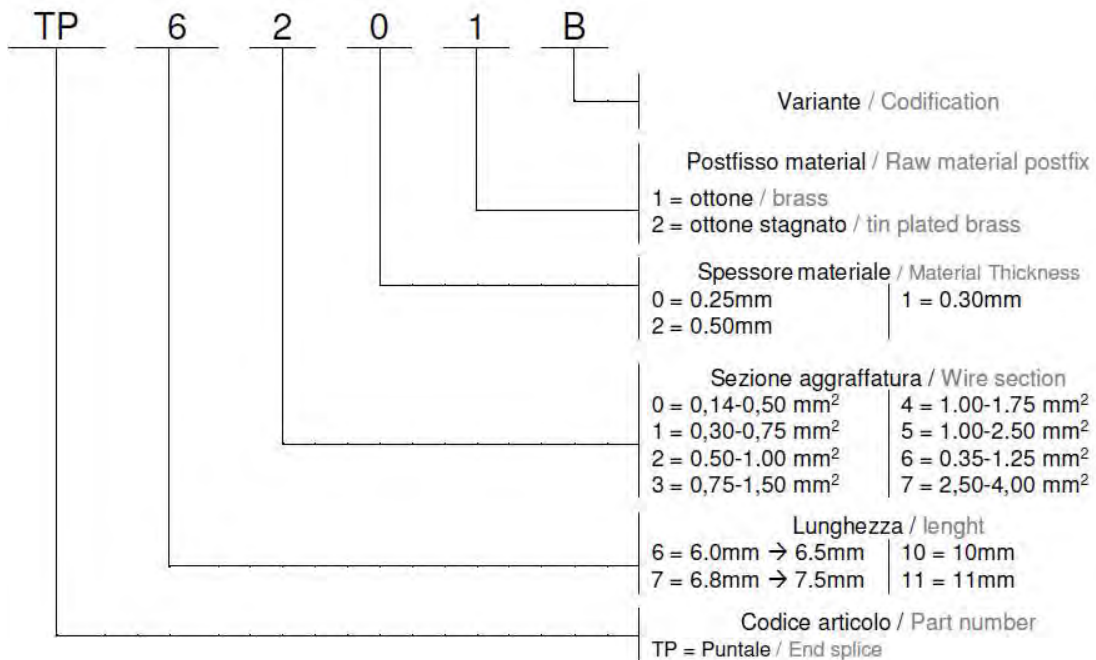 TP 6 2 0 1 B
Variante / Codification
Postfisso material / Raw material postfix
1 = ottone / brass
2 = ottone stagnato / tin plated brass
Spessore materiale / Material Thickness
0 = 0.25mm 1 = 0.30mm
2 = 0.50mm
Sezione aggraffatura / Wire section
0 = 0,14-0,50 mm² 4 = 1.00-1.75 mm²
1 = 0,30-0,75 mm² 5 = 1.00-2.50 mm²
2 = 0.50-1.00 mm² 6 = 0.35-1.25 mm²
3 = 0,75-1,50 mm² 7 = 2,50-4,00 mm²
Lunghezza / lenght
6 = 6.0mm → 6.5mm 10 = 10mm
7 = 6.8mm → 7.5mm 11 = 11mm
Codice articolo / Part number
TP = Puntale / End splice